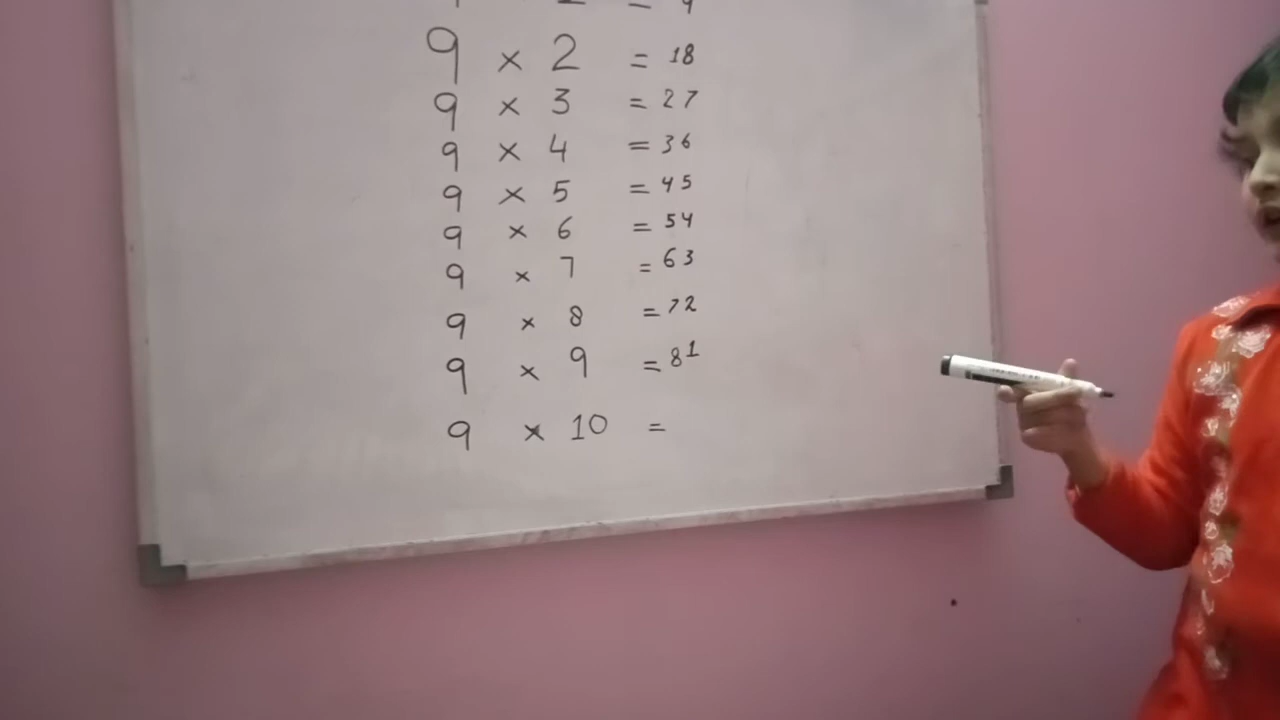 9 × 2 = 18
9 × 3 = 27
9 × 4 = 36
9 × 5 = 45
9 × 6 = 54
9 × 7 = 63
9 × 8 = 72
9 × 9 = 81
9 × 10 =